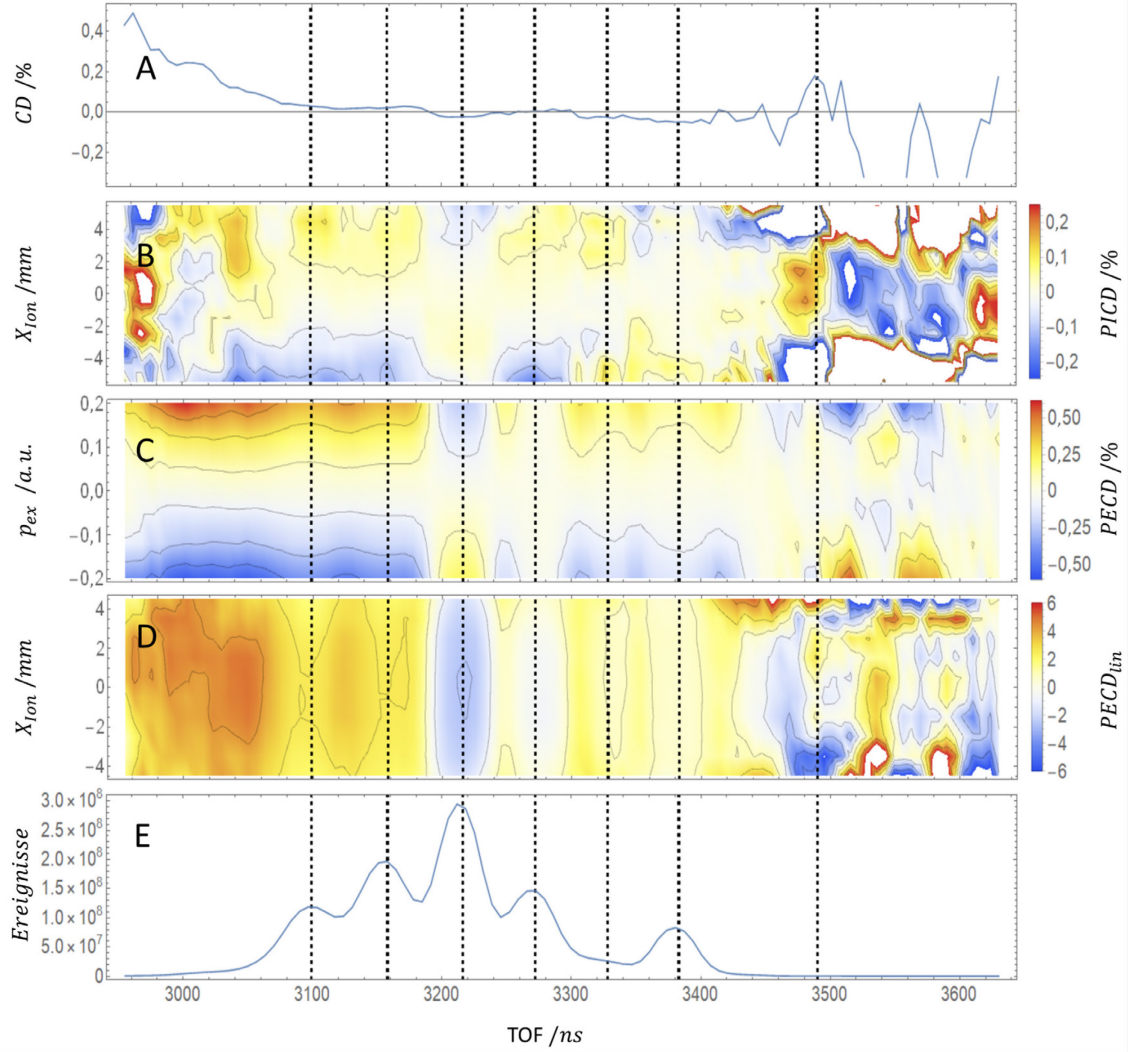 A
CD /%
0,4
0,2
0,0
−0,2
B
X_Ion /mm
4
2
0
−2
−4
0,2
0,1
0
−0,1
−0,2
PICD /%
C
p_ex /a.u.
0,2
0,1
0,0
−0,1
−0,2
0,50
0,25
0
−0,25
−0,50
PECD /%
D
X_Ion /mm
4
2
0
−2
−4
6
4
2
0
−2
−4
−6
PECD_lin
E
Ereignisse
3.0 × 10^8
2.5 × 10^8
2.0 × 10^8
1.5 × 10^8
1.0 × 10^8
5.0 × 10^7
0
3000 3100 3200 3300 3400 3500 3600
TOF /ns